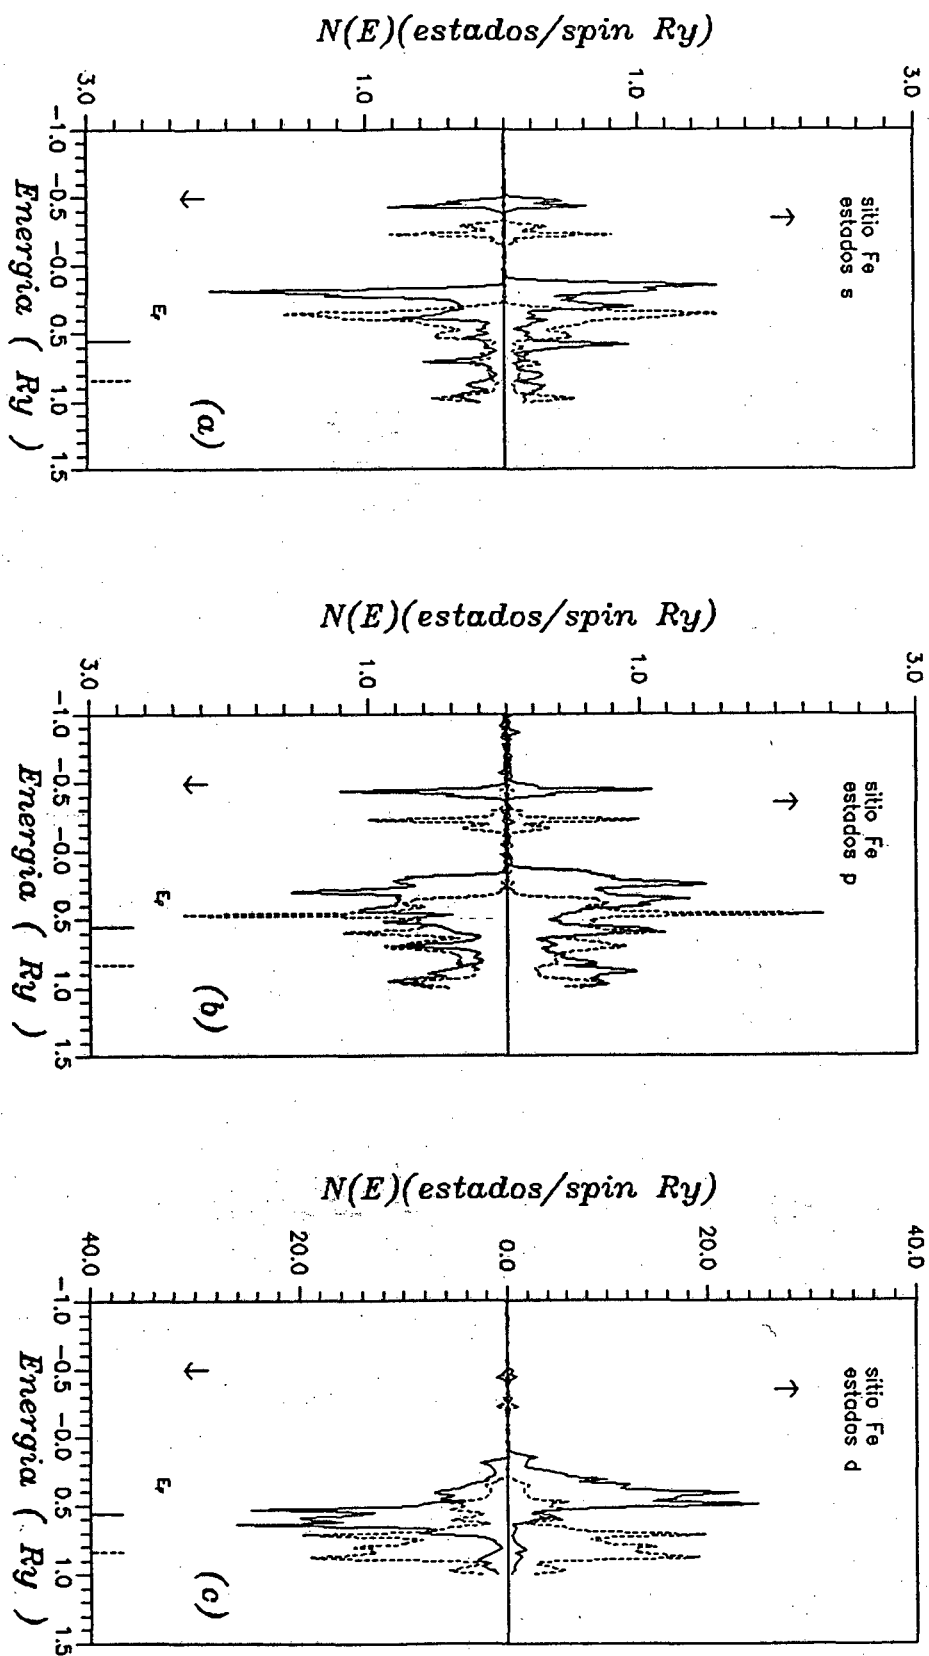 N(E)(estados/spin Ry)
3.0
1.0
1.0
3.0
sitio Fe
estados s
E_F
(a)
-1.0 -0.5 -0.0 0.5 1.0 1.5
Energia ( Ry )
N(E)(estados/spin Ry)
3.0
1.0
1.0
3.0
sitio Fe
estados p
E_F
(b)
-1.0 -0.5 -0.0 0.5 1.0 1.5
Energia ( Ry )
N(E)(estados/spin Ry)
40.0
20.0
0.0
20.0
40.0
sitio Fe
estados d
E_F
(c)
-1.0 -0.5 -0.0 0.5 1.0 1.5
Energia ( Ry )